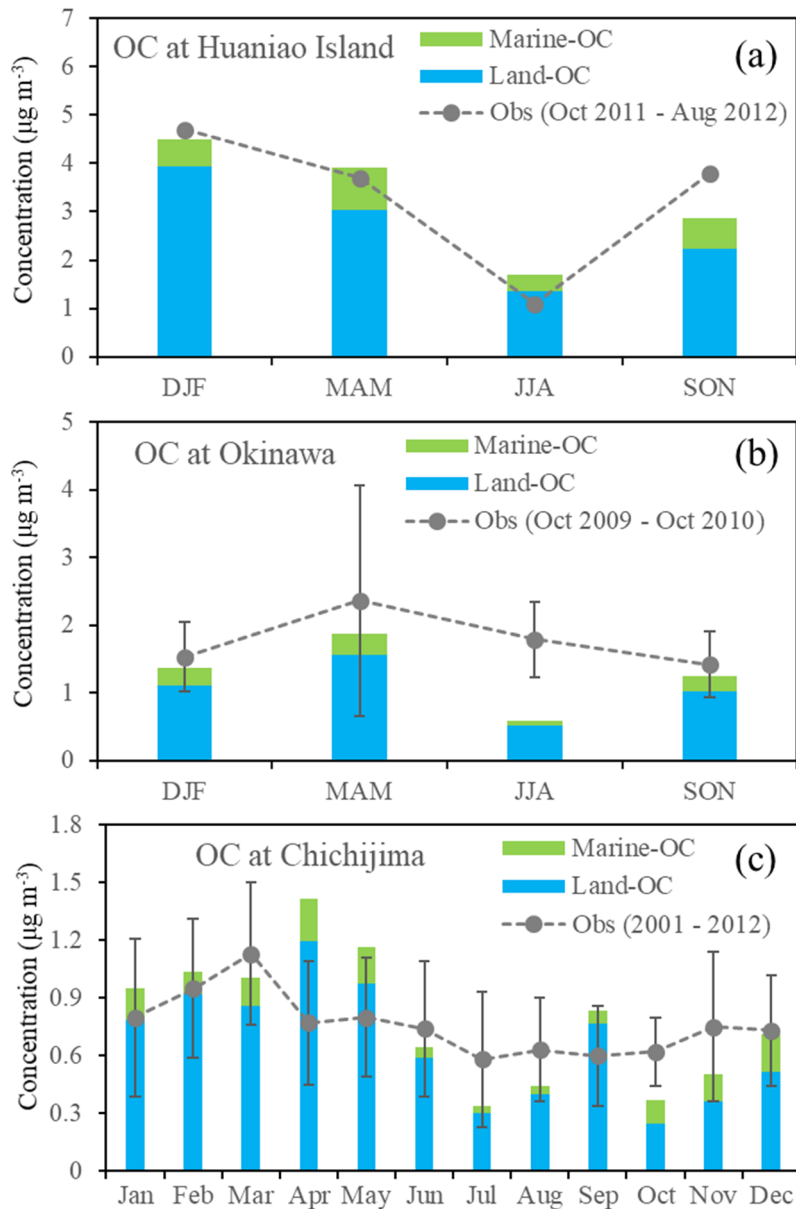 OC at Huaniao Island
(a)
Marine-OC
Land-OC
Obs (Oct 2011 - Aug 2012)
Concentration (µg m-3)
7
6
5
4
3
2
1
0
DJF MAM JJA SON
OC at Okinawa
(b)
Marine-OC
Land-OC
Obs (Oct 2009 - Oct 2010)
Concentration (µg m-3)
5
4
3
2
1
0
DJF MAM JJA SON
OC at Chichijima
(c)
Marine-OC
Land-OC
Obs (2001 - 2012)
Concentration (µg m-3)
1.8
1.5
1.2
0.9
0.6
0.3
0
Jan Feb Mar Apr May Jun Jul Aug Sep Oct Nov Dec